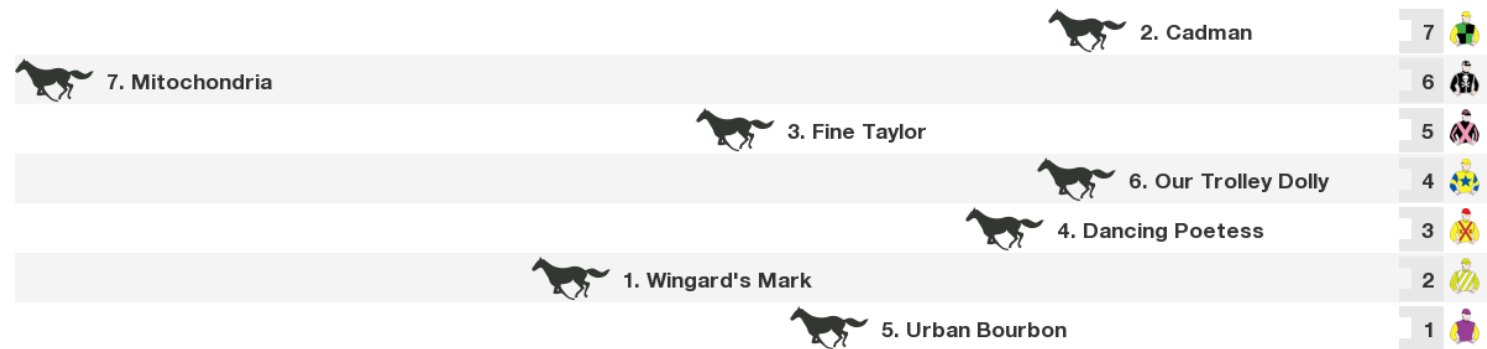 2. Cadman 7
7. Mitochondria 6
3. Fine Taylor 5
6. Our Trolley Dolly 4
4. Dancing Poetess 3
1. Wingard's Mark 2
5. Urban Bourbon 1